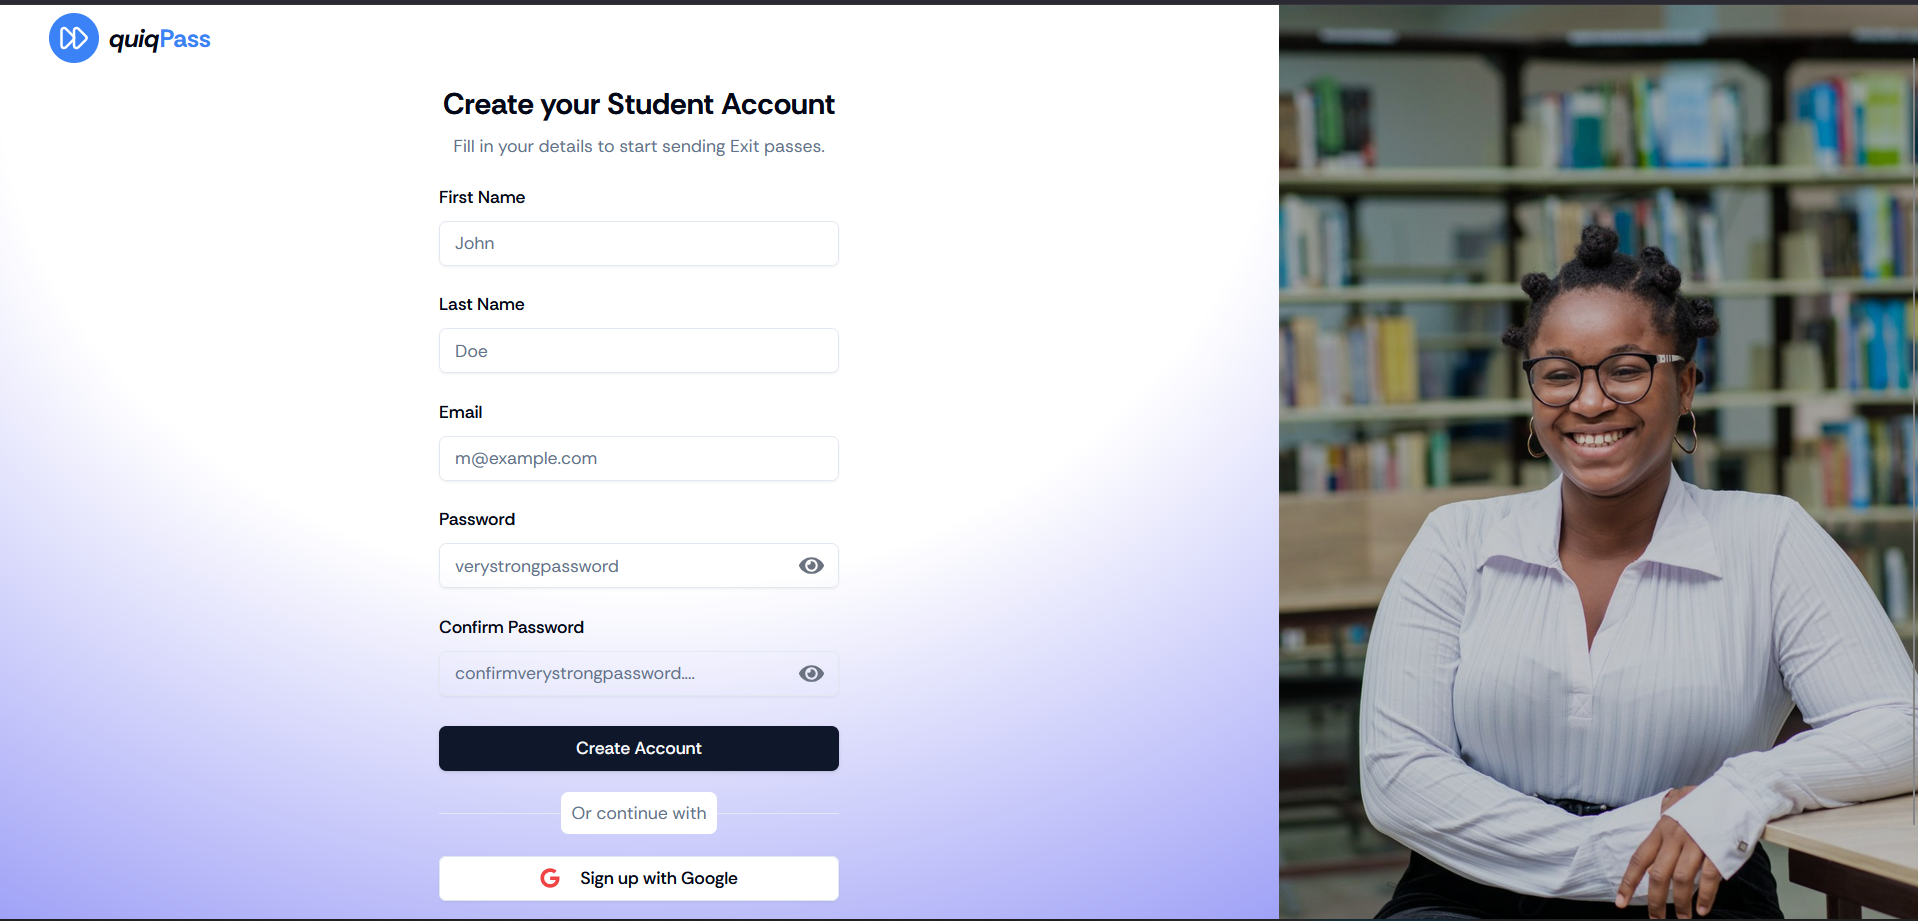 quiqPass
Create your Student Account
Fill in your details to start sending Exit passes.
First Name
John
Last Name
Doe
Email
m@example.com
Password
verystrongpassword
Confirm Password
confirmverystrongpassword....
Create Account
Or continue with
G Sign up with Google